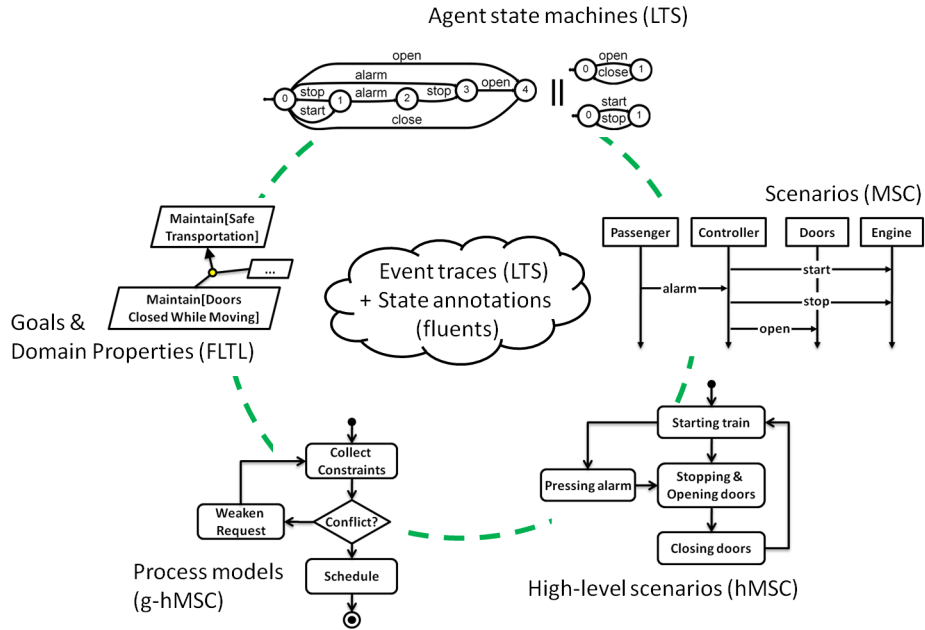 Agent state machines (LTS)
open
alarm
stop
alarm
stop
open
start
close
0
1
2
3
4
||
open
0
close
1
start
0
stop
1
Scenarios (MSC)
Passenger
Controller
Doors
Engine
start
alarm
stop
open
Maintain[Safe
Transportation]
...
Maintain[Doors
Closed While Moving]
Goals &
Domain Properties (FLTL)
Event traces (LTS)
+ State annotations
(fluents)
Collect
Constraints
Weaken
Request
Conflict?
Schedule
Process models
(g-hMSC)
Starting train
Pressing alarm
Stopping &
Opening doors
Closing doors
High-level scenarios (hMSC)